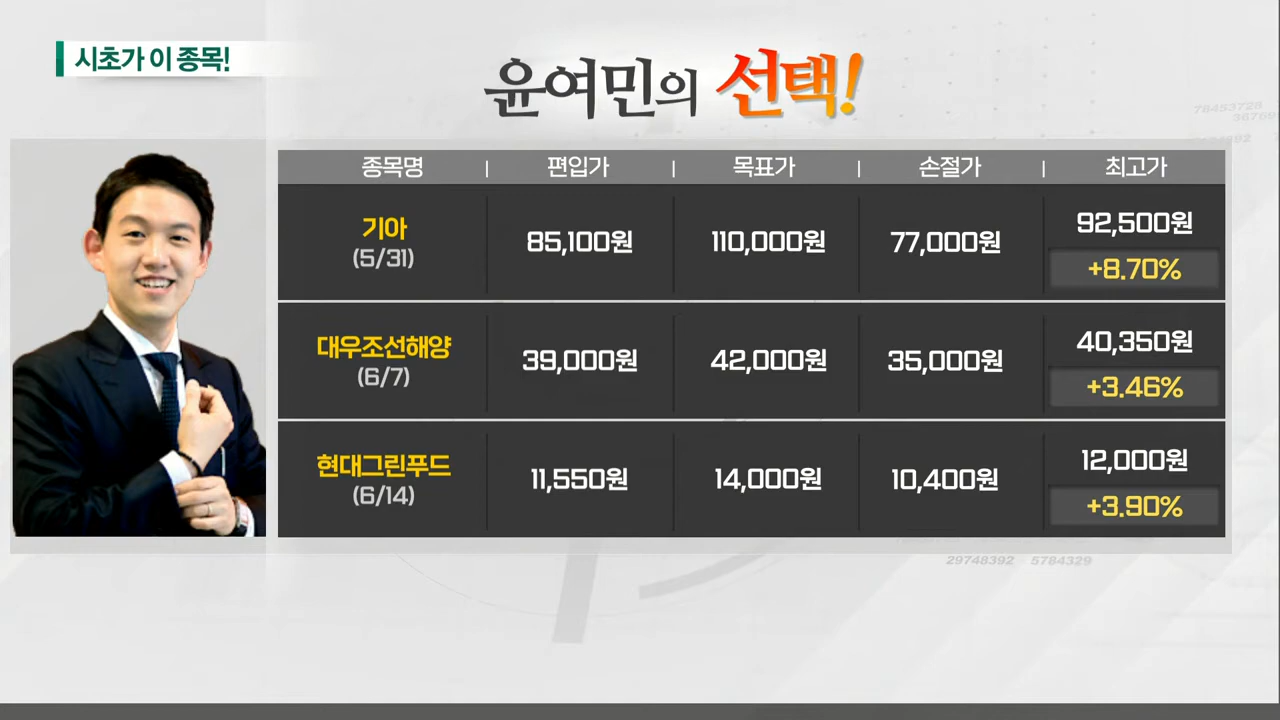 시초가 이 종목!
윤여민의 선택!
종목명 | 편입가 | 목표가 | 손절가 | 최고가
기아 (5/31) 85,100원 110,000원 77,000원 92,500원 +8.70%
대우조선해양 (6/7) 39,000원 42,000원 35,000원 40,350원 +3.46%
현대그린푸드 (6/14) 11,550원 14,000원 10,400원 12,000원 +3.90%
29748392 5784329